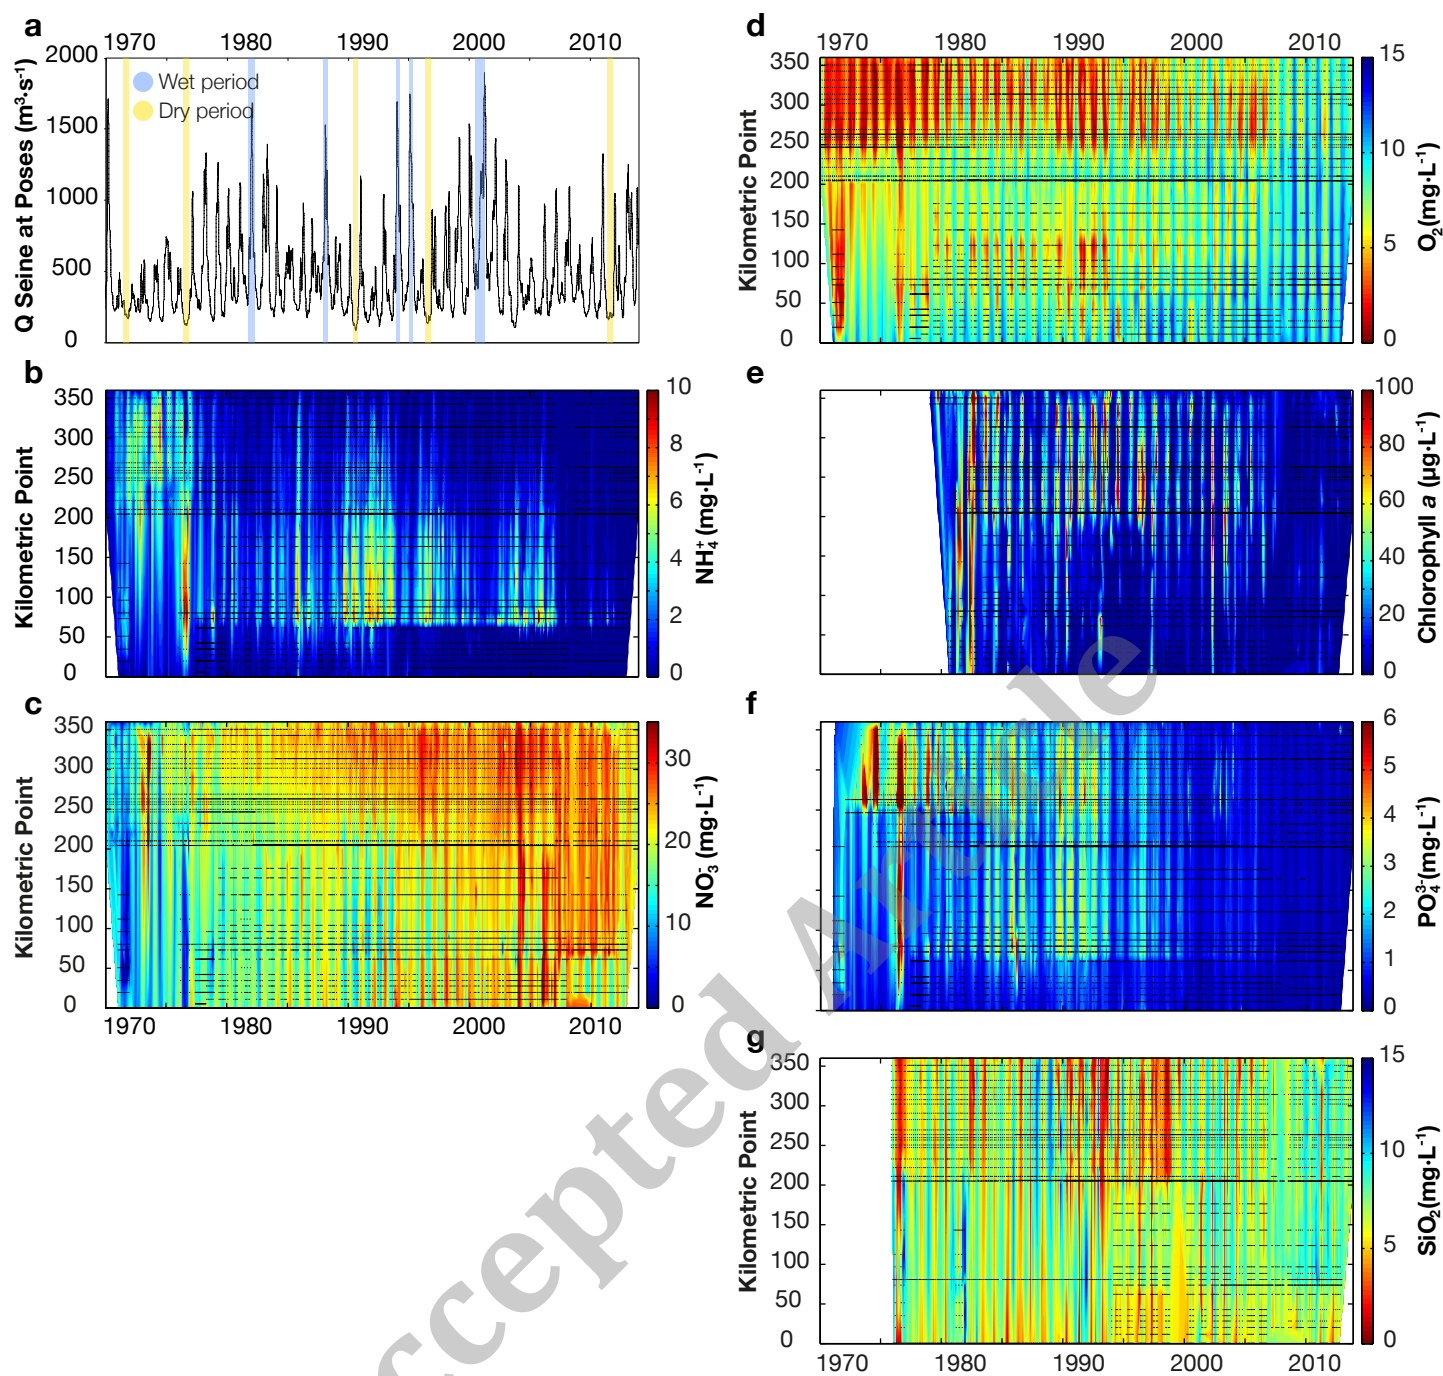 a
1970 1980 1990 2000 2010
Q Seine at Poses (m³·s⁻¹)
2000
1500
1000
500
0
Wet period
Dry period
b
Kilometric Point
350
300
250
200
150
100
50
0
10
8
6
4
2
0
NH₄⁺ (mg·L⁻¹)
c
Kilometric Point
350
300
250
200
150
100
50
0
30
20
10
0
NO₃⁻ (mg·L⁻¹)
1970 1980 1990 2000 2010
d
1970 1980 1990 2000 2010
Kilometric Point
350
300
250
200
150
100
50
0
15
10
5
0
O₂ (mg·L⁻¹)
e
100
80
60
40
20
0
Chlorophyll a (µg·L⁻¹)
f
6
5
4
3
2
1
0
PO₄³⁻ (mg·L⁻¹)
g
Kilometric Point
350
300
250
200
150
100
50
0
15
10
5
0
SiO₂ (mg·L⁻¹)
1970 1980 1990 2000 2010
ccepted Article